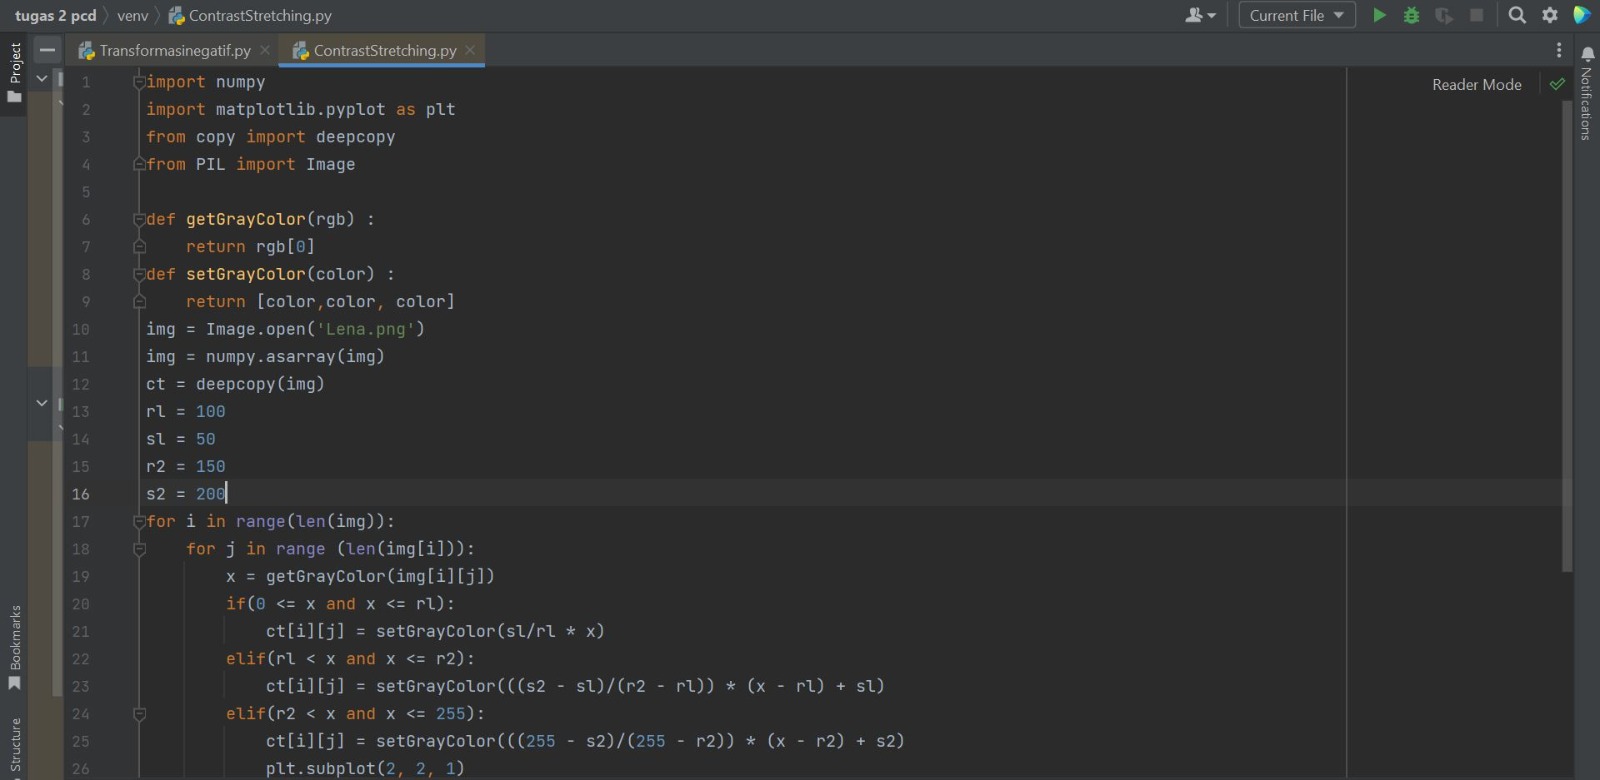 tugas 2 pcd venv ContrastStretching.py
Current File
Transformasinegatif.py ContrastStretching.py
Project
Reader Mode
Notifications
1 import numpy
2 import matplotlib.pyplot as plt
3 from copy import deepcopy
4 from PIL import Image
5
6 def getGrayColor(rgb) :
7 return rgb[0]
8 def setGrayColor(color) :
9 return [color,color, color]
10 img = Image.open('Lena.png')
11 img = numpy.asarray(img)
12 ct = deepcopy(img)
13 rl = 100
14 sl = 50
15 r2 = 150
16 s2 = 200
17 for i in range(len(img)):
18 for j in range (len(img[i])):
19 x = getGrayColor(img[i][j])
20 if(0 <= x and x <= rl):
21 ct[i][j] = setGrayColor(sl/rl * x)
22 elif(rl < x and x <= r2):
23 ct[i][j] = setGrayColor(((s2 - sl)/(r2 - rl)) * (x - rl) + sl)
24 elif(r2 < x and x <= 255):
25 ct[i][j] = setGrayColor(((255 - s2)/(255 - r2)) * (x - r2) + s2)
26 plt.subplot(2, 2, 1)
Bookmarks
Structure